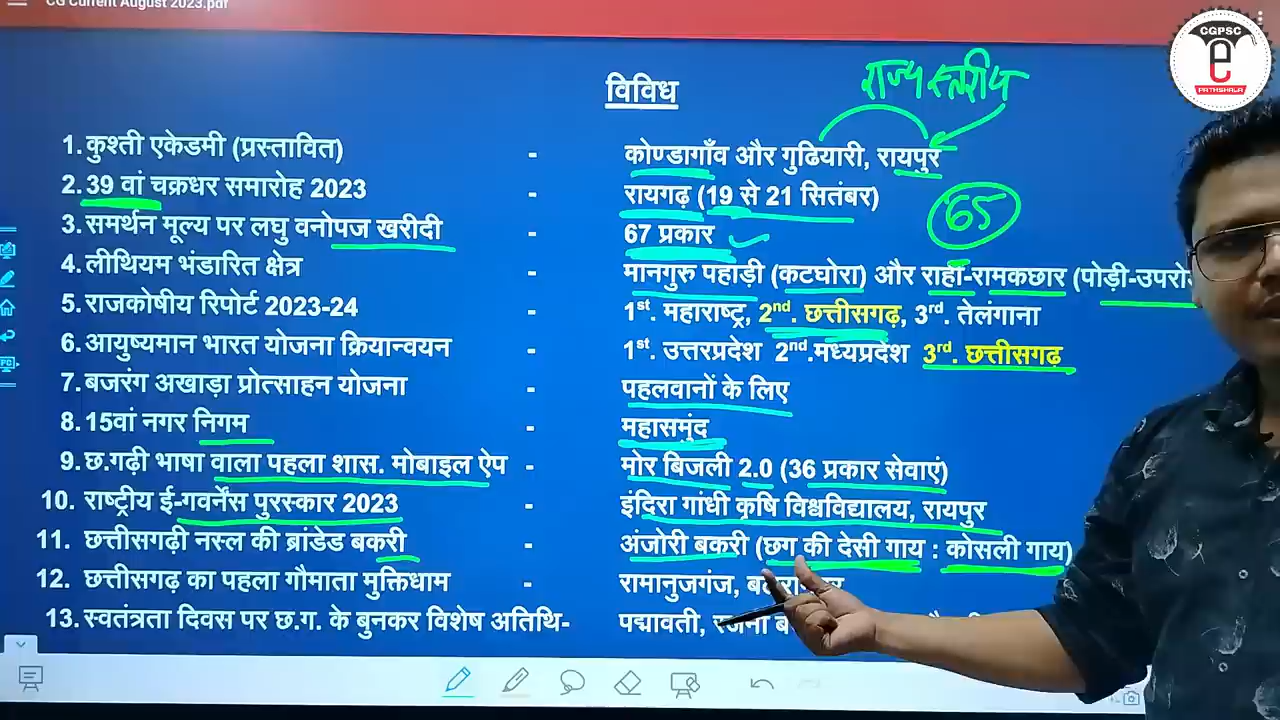 CG Current August 2023.pdf
CGPSC
e
PATHSHALA
विविध
राज्य स्तरीय
1. कुश्ती एकेडमी (प्रस्तावित) - कोण्डागाँव और गुढियारी, रायपुर
2. 39 वां चक्रधर समारोह 2023 - रायगढ़ (19 से 21 सितंबर)
65
3. समर्थन मूल्य पर लघु वनोपज खरीदी - 67 प्रकार
4. लीथियम भंडारित क्षेत्र - मानगुरु पहाड़ी (कटघोरा) और राहा-रामकछार (पोड़ी-उपरो
5. राजकोषीय रिपोर्ट 2023-24 - 1st. महाराष्ट्र, 2nd. छत्तीसगढ़, 3rd. तेलंगाना
6. आयुष्यमान भारत योजना क्रियान्वयन - 1st. उत्तरप्रदेश 2nd.मध्यप्रदेश 3rd. छत्तीसगढ़
7. बजरंग अखाड़ा प्रोत्साहन योजना - पहलवानों के लिए
8. 15वां नगर निगम - महासमुंद
9. छ.गढ़ी भाषा वाला पहला शास. मोबाइल ऐप - मोर बिजली 2.0 (36 प्रकार सेवाएं)
10. राष्ट्रीय ई-गवर्नेंस पुरस्कार 2023 - इंदिरा गांधी कृषि विश्वविद्यालय, रायपुर
11. छत्तीसगढ़ी नस्ल की ब्रांडेड बकरी - अंजोरी बकरी (छग की देसी गाय : कोसली गाय)
12. छत्तीसगढ़ का पहला गौमाता मुक्तिधाम - रामानुजगंज,
13. स्वतंत्रता दिवस पर छ.ग. के बुनकर विशेष अतिथि- पद्मावती,